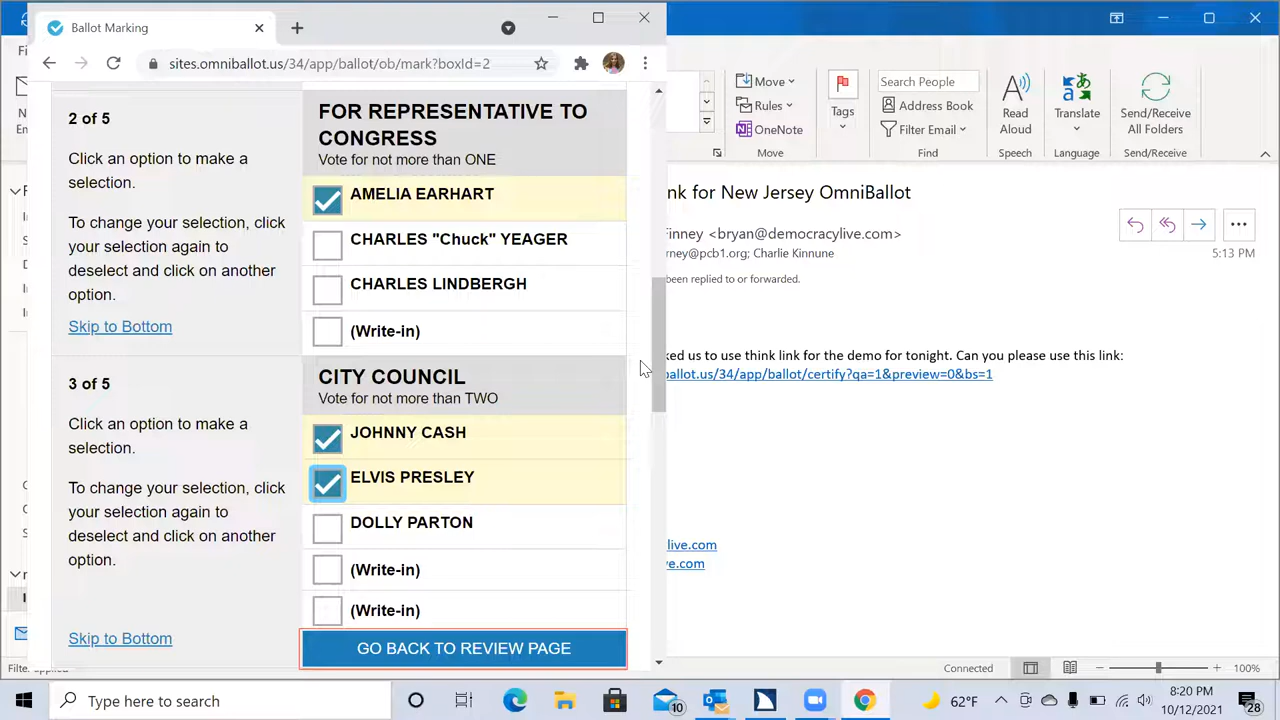 Ballot Marking
sites.omniballot.us/34/app/ballot/ob/mark?boxId=2
2 of 5
Click an option to make a
selection.
To change your selection, click
your selection again to
deselect and click on another
option.
Skip to Bottom
FOR REPRESENTATIVE TO
CONGRESS
Vote for not more than ONE
AMELIA EARHART
CHARLES "Chuck" YEAGER
CHARLES LINDBERGH
(Write-in)
3 of 5
Click an option to make a
selection.
To change your selection, click
your selection again to
deselect and click on another
option.
Skip to Bottom
CITY COUNCIL
Vote for not more than TWO
JOHNNY CASH
ELVIS PRESLEY
DOLLY PARTON
(Write-in)
(Write-in)
GO BACK TO REVIEW PAGE
Move
Rules
OneNote
Move
Tags
Search People
Address Book
Filter Email
Find
Read
Aloud
Speech
Translate
Language
Send/Receive
All Folders
Send/Receive
nk for New Jersey OmniBallot
Finney <bryan@democracylive.com>
rney@pcb1.org; Charlie Kinnune
5:13 PM
been replied to or forwarded.
ked us to use think link for the demo for tonight. Can you please use this link:
ballot.us/34/app/ballot/certify?qa=1&preview=0&bs=1
live.com
ve.com
Connected
100%
Type here to search
10
62°F
8:20 PM
10/12/2021
28